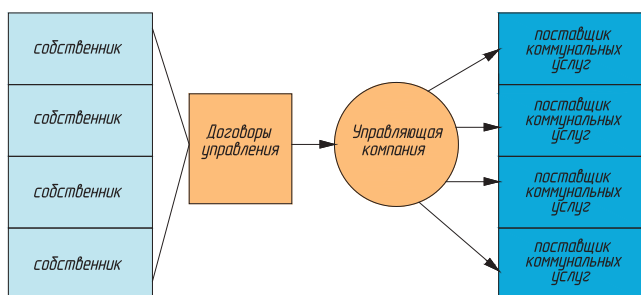 собственник
собственник
собственник
собственник
Договоры
управления
Управляющая
компания
поставщик
коммунальных
услуг
поставщик
коммунальных
услуг
поставщик
коммунальных
услуг
поставщик
коммунальных
услуг